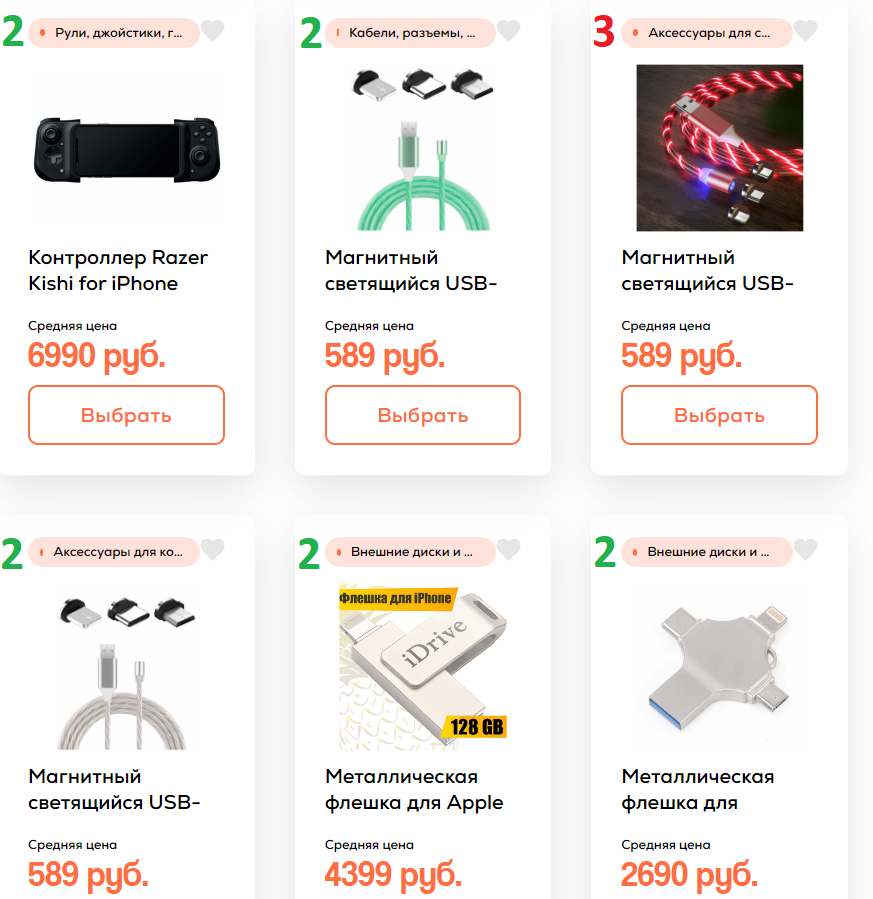 2
Рули, джойстики, г...
2
Кабели, разъемы, ...
3
Аксессуары для с...
Контроллер Razer
Kishi for iPhone
Магнитный
светящийся USB-
Магнитный
светящийся USB-
Средняя цена
6990 руб.
Средняя цена
589 руб.
Средняя цена
589 руб.
Выбрать
Выбрать
Выбрать
2
Аксессуары для ко...
2
Внешние диски и ...
2
Внешние диски и ...
Флешка для iPhone
iDrive
128 GB
Магнитный
светящийся USB-
Металлическая
флешка для Apple
Металлическая
флешка для
Средняя цена
589 руб.
Средняя цена
4399 руб.
Средняя цена
2690 руб.